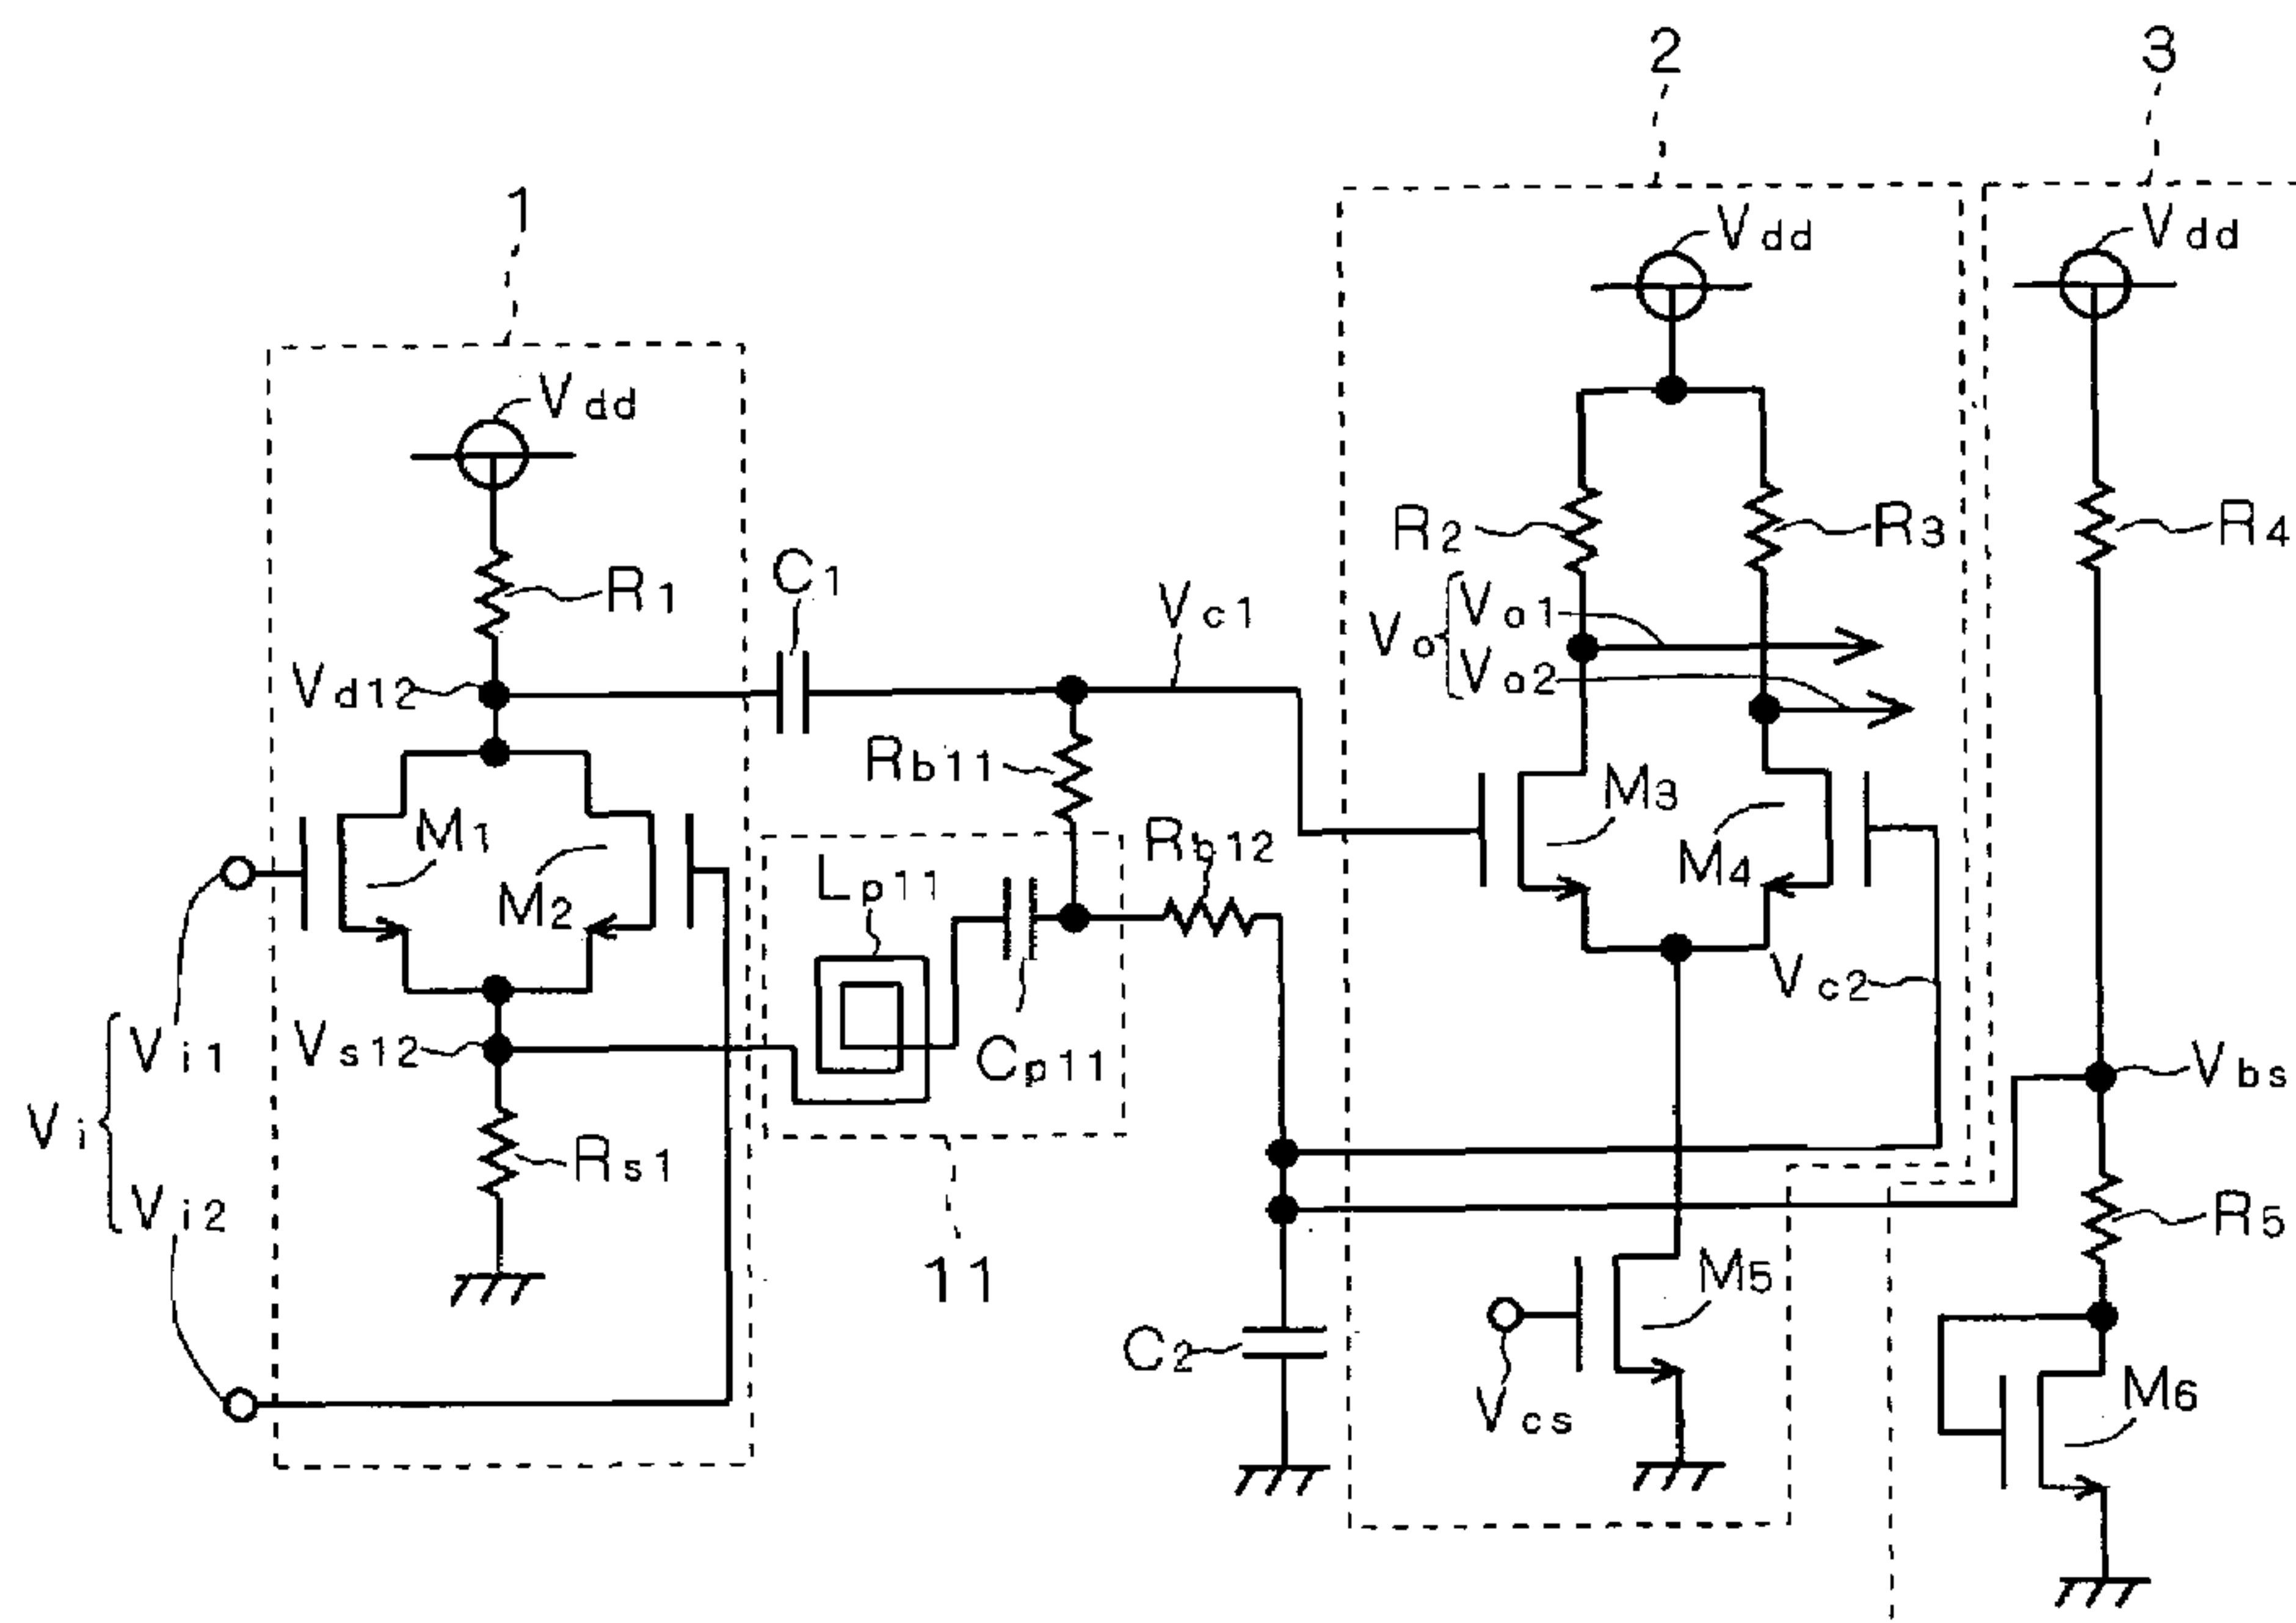 2
3
1
Vdd
Vdd
Vdd
R1
R2
R3
R4
C1
Vc1
Vo
Vo1
Vo2
Vd12
Rb11
M1
M2
M3
M4
Lp11
Rb12
Cp11
Vc2
Vi
Vi1
Vi2
Vs12
Rs1
Vbs
11
R5
C2
M5
Vcs
M6